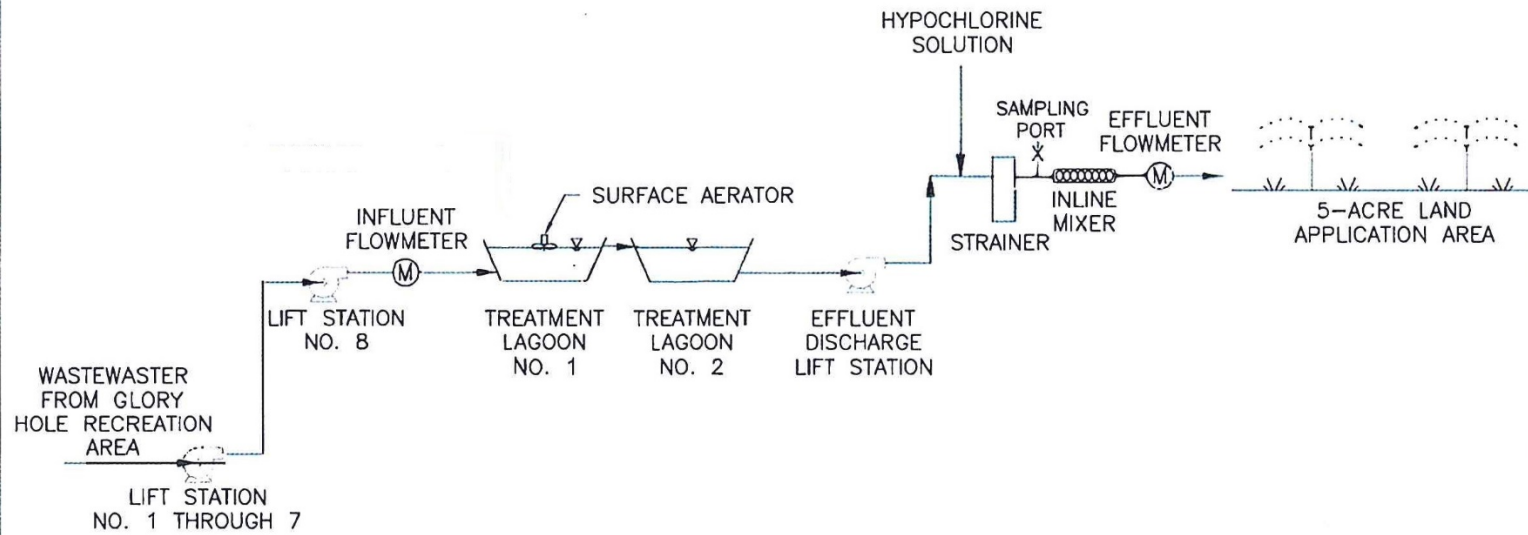 WASTEWASTER
FROM GLORY
HOLE RECREATION
AREA
LIFT STATION
NO. 1 THROUGH 7
LIFT STATION
NO. 8
INFLUENT
FLOWMETER
M
SURFACE AERATOR
TREATMENT
LAGOON
NO. 1
TREATMENT
LAGOON
NO. 2
EFFLUENT
DISCHARGE
LIFT STATION
HYPOCHLORINE
SOLUTION
STRAINER
SAMPLING
PORT
INLINE
MIXER
EFFLUENT
FLOWMETER
M
5-ACRE LAND
APPLICATION AREA